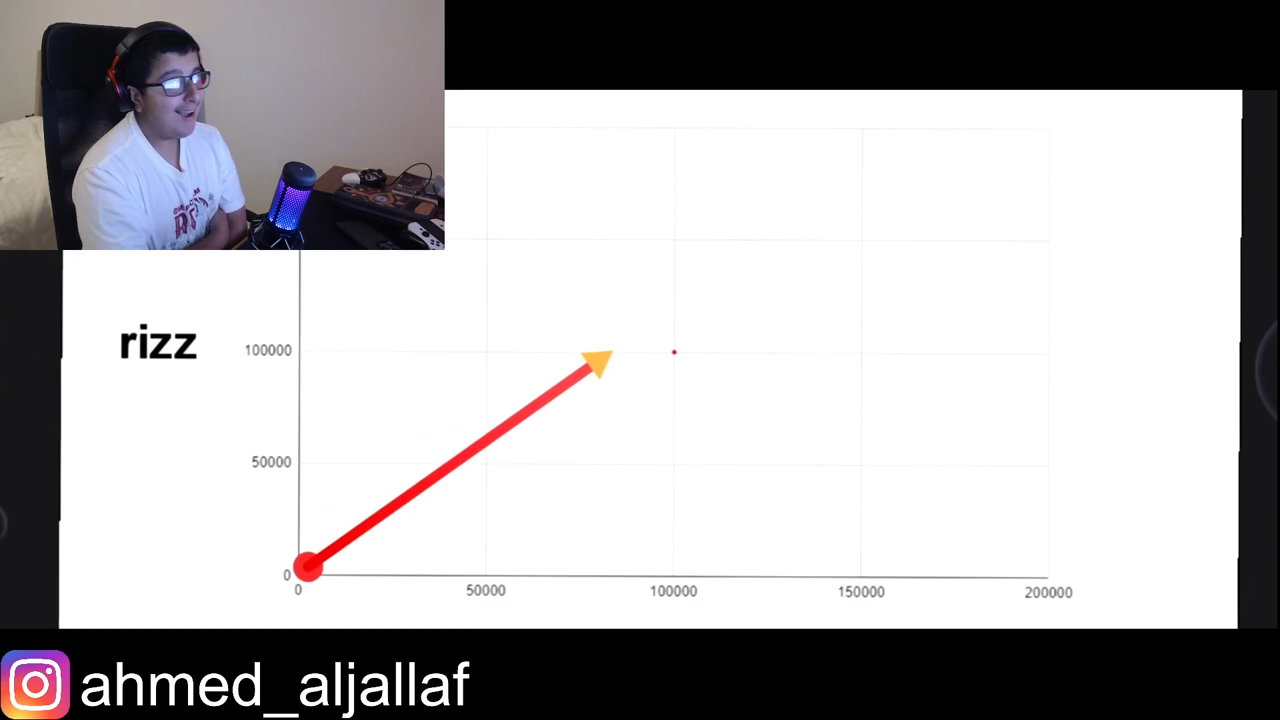 rizz
100000
50000
0
0 50000 100000 150000 200000
ahmed_aljallaf